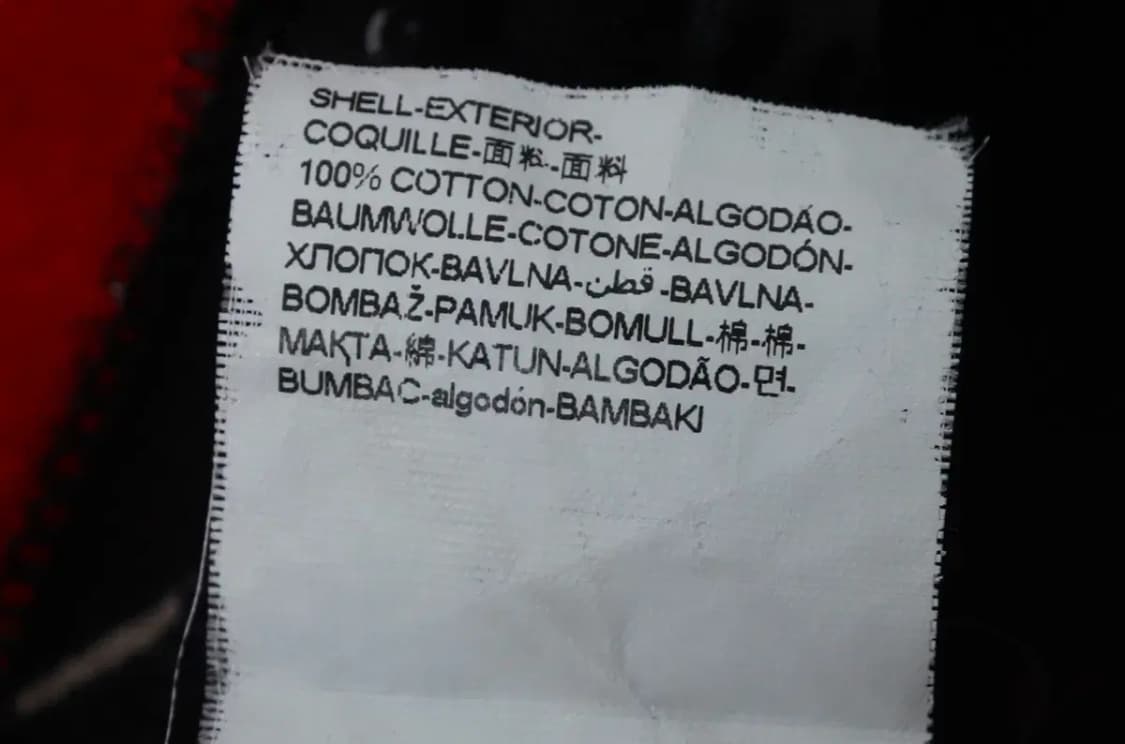 SHELL-EXTERIOR-
COQUILLE-面料-面料
100% COTTON-COTON-ALGODÃO-
BAUMWOLLE-COTONE-ALGODÓN-
ХЛОПОК-BAVLNA-قطن-BAVLNA-
BOMBAŽ-PAMUK-BOMULL-棉-棉-
МАҚТА-綿-KATUN-ALGODÃO-면-
BUMBAC-algodón-BAMBAKI